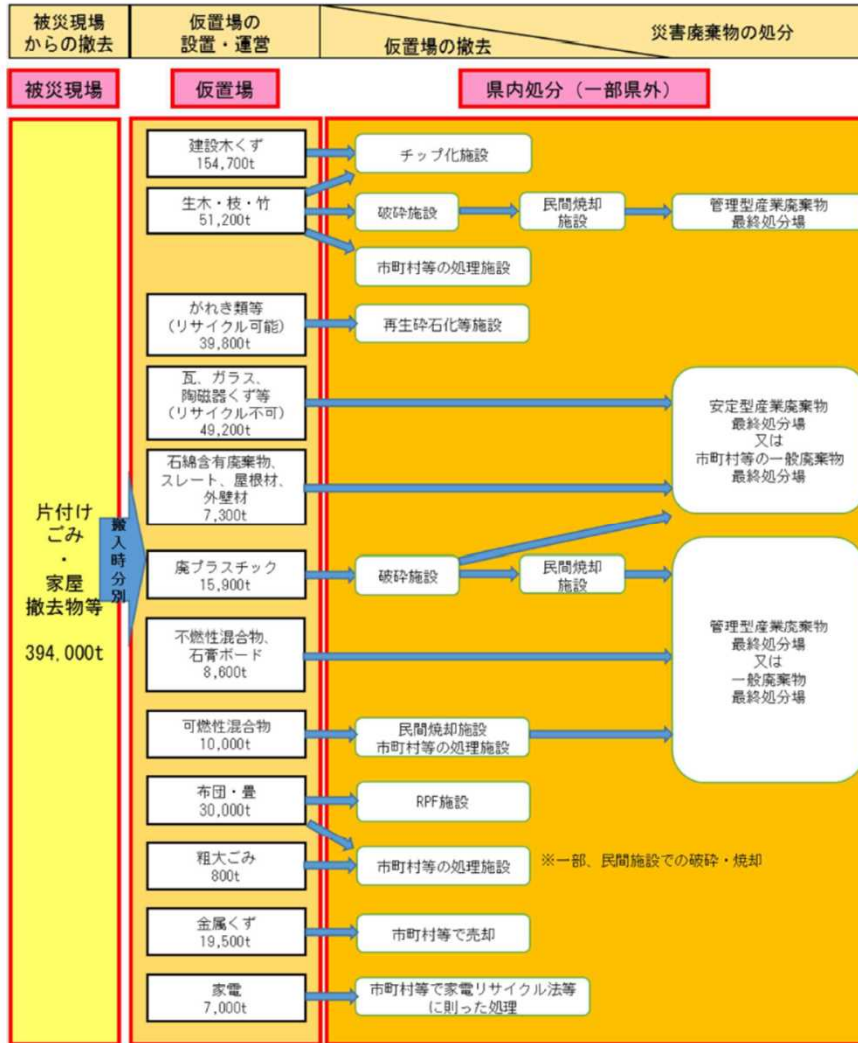 被災現場
からの撤去
仮置場の
設置・運営
仮置場の撤去
災害廃棄物の処分
被災現場
仮置場
県内処分（一部県外）
片付け
ごみ
・
家屋
撤去物等
394,000t
搬入時分別
建設木くず
154,700t
チップ化施設
生木・枝・竹
51,200t
破砕施設
民間焼却
施設
管理型産業廃棄物
最終処分場
市町村等の処理施設
がれき類等
（リサイクル可能）
39,800t
再生砕石化等施設
瓦、ガラス、
陶磁器くず等
（リサイクル不可）
49,200t
安定型産業廃棄物
最終処分場
又は
市町村等の一般廃棄物
最終処分場
石綿含有廃棄物、
スレート、屋根材、
外壁材
7,300t
廃プラスチック
15,900t
破砕施設
民間焼却
施設
管理型産業廃棄物
最終処分場
又は
一般廃棄物
最終処分場
不燃性混合物、
石膏ボード
8,600t
可燃性混合物
10,000t
民間焼却施設
市町村等の処理施設
布団・畳
30,000t
RPF施設
粗大ごみ
800t
市町村等の処理施設
※一部、民間施設での破砕・焼却
金属くず
19,500t
市町村等で売却
家電
7,000t
市町村等で家電リサイクル法等
に則った処理